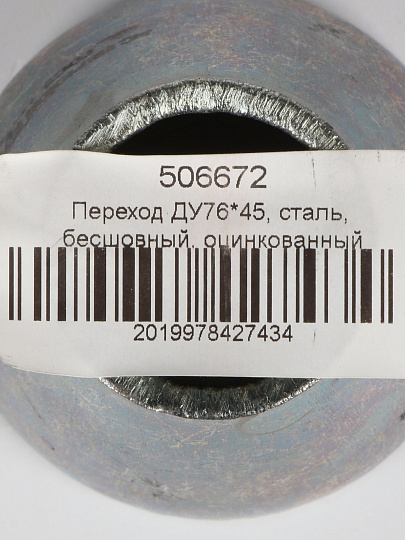 506672
Переход ДУ76*45, сталь,
бесшовный, оцинкованный
2019978427434